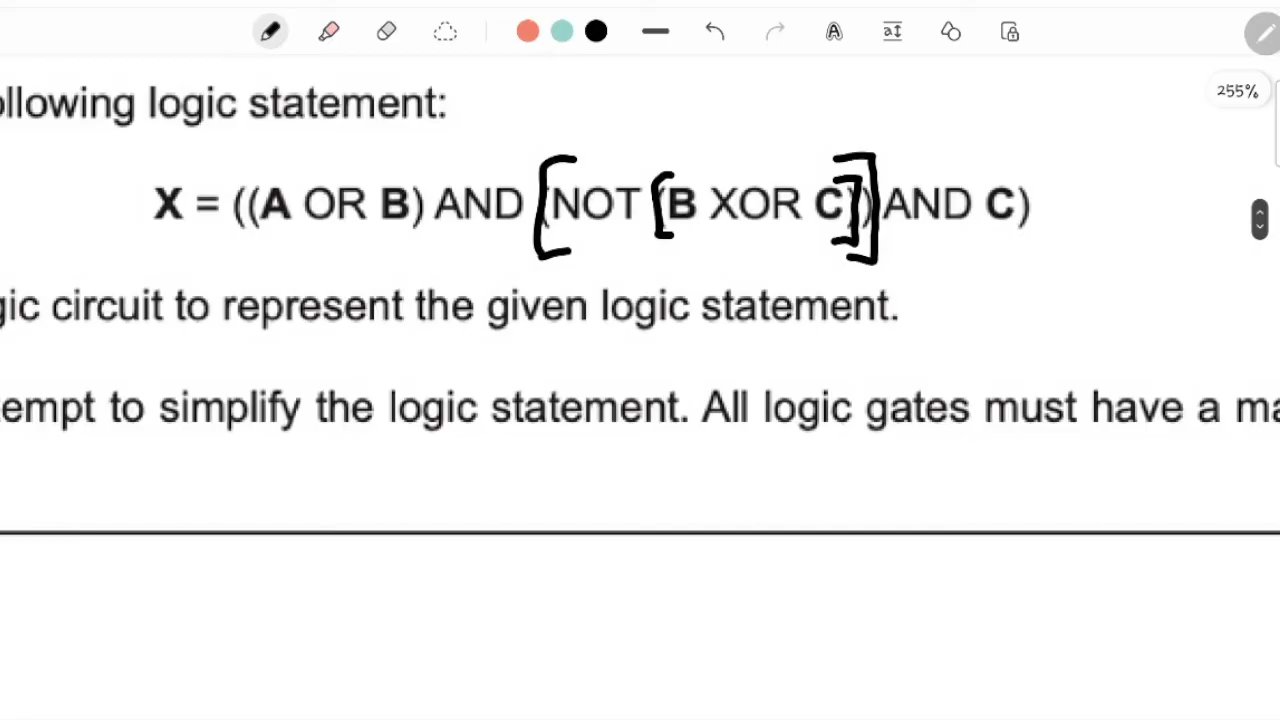 255%
ollowing logic statement:
X = ((A OR B) AND (NOT (B XOR C)) AND C)
gic circuit to represent the given logic statement.
tempt to simplify the logic statement. All logic gates must have a ma